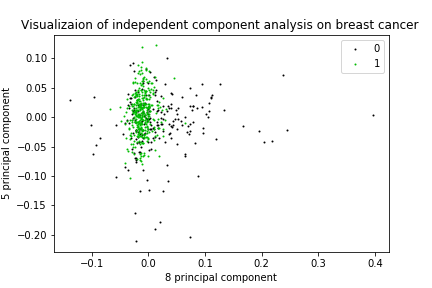 Visualizaion of independent component analysis on breast cancer
0
1
0.10
0.05
0.00
−0.05
−0.10
−0.15
−0.20
5 principal component
−0.1 0.0 0.1 0.2 0.3 0.4
8 principal component